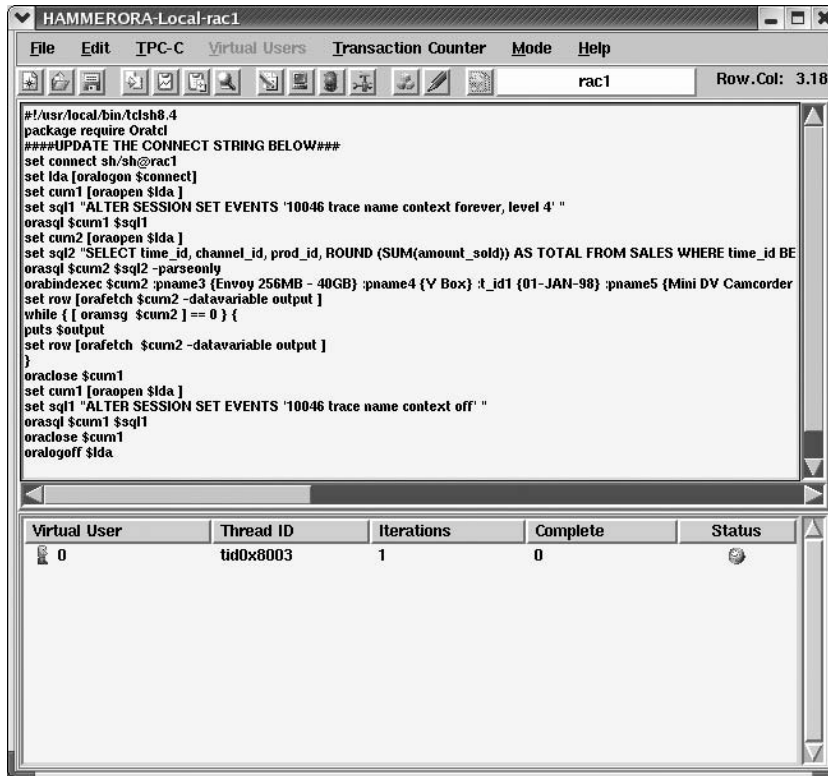 HAMMERORA-Local-rac1
File Edit TPC-C Virtual Users Transaction Counter Mode Help
rac1 Row.Col: 3.18
#!/usr/local/bin/tclsh8.4
package require Oratcl
####UPDATE THE CONNECT STRING BELOW###
set connect sh/sh@rac1
set lda [oralogon $connect]
set curn1 [oraopen $lda ]
set sql1 "ALTER SESSION SET EVENTS '10046 trace name context forever, level 4' "
orasql $curn1 $sql1
set curn2 [oraopen $lda ]
set sql2 "SELECT time_id, channel_id, prod_id, ROUND (SUM(amount_sold)) AS TOTAL FROM SALES WHERE time_id BE
orasql $curn2 $sql2 -parseonly
orabindexec $curn2 :pname3 {Envoy 256MB - 40GB} :pname4 {Y Box} :t_id1 {01-JAN-98} :pname5 {Mini DV Camcorder
set row [orafetch $curn2 -datavariable output ]
while { [ oramsg $curn2 ] == 0 } {
puts $output
set row [orafetch $curn2 -datavariable output ]
}
oraclose $curn1
set curn1 [oraopen $lda ]
set sql1 "ALTER SESSION SET EVENTS '10046 trace name context off' "
orasql $curn1 $sql1
oraclose $curn1
oralogoff $lda
Virtual User Thread ID Iterations Complete Status
0 tid0x8003 1 0